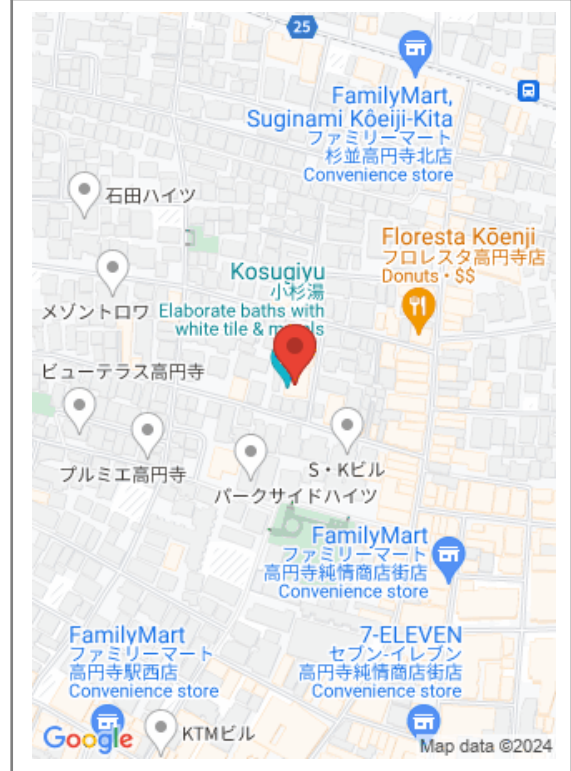 25
FamilyMart,
Suginami Kôeiji-Kita
ファミリーマート
杉並高円寺北店
Convenience store
石田ハイツ
Floresta Kōenji
フロレスタ高円寺店
Donuts • $$
Kosugiyu
小杉湯
Elaborate baths with
white tile &
メゾントロワ
ビューテラス高円寺
プルミエ高円寺
S・Kビル
パークサイドハイツ
FamilyMart
ファミリーマート
高円寺純情商店街店
Convenience store
FamilyMart
ファミリーマート
高円寺駅西店
Convenience store
7-ELEVEN
セブン-イレブン
高円寺純情商店街店
Convenience store
KTMビル
Google
Map data ©2024